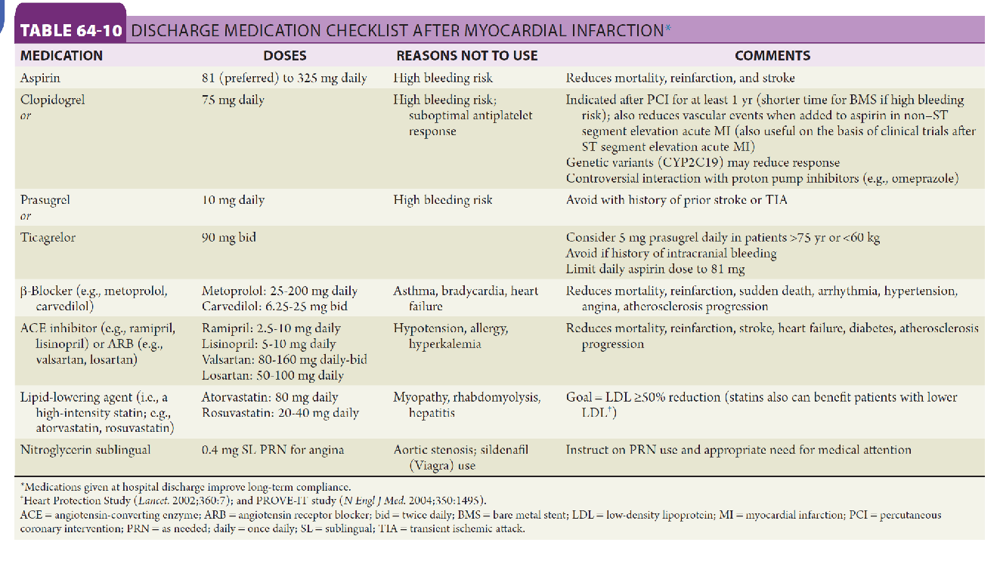 TABLE 64-10 DISCHARGE MEDICATION CHECKLIST AFTER MYOCARDIAL INFARCTION*
MEDICATION DOSES REASONS NOT TO USE COMMENTS
Aspirin 81 (preferred) to 325 mg daily High bleeding risk Reduces mortality, reinfarction, and stroke
Clopidogrel 75 mg daily High bleeding risk; Indicated after PCI for at least 1 yr (shorter time for BMS if high bleeding
or suboptimal antiplatelet risk); also reduces vascular events when added to aspirin in non–ST
response segment elevation acute MI (also useful on the basis of clinical trials after
ST segment elevation acute MI)
Genetic variants (CYP2C19) may reduce response
Controversial interaction with proton pump inhibitors (e.g., omeprazole)
Prasugrel 10 mg daily High bleeding risk Avoid with history of prior stroke or TIA
or
Ticagrelor 90 mg bid Consider 5 mg prasugrel daily in patients >75 yr or <60 kg
Avoid if history of intracranial bleeding
Limit daily aspirin dose to 81 mg
β-Blocker (e.g., metoprolol, Metoprolol: 25-200 mg daily Asthma, bradycardia, heart Reduces mortality, reinfarction, sudden death, arrhythmia, hypertension,
carvedilol) Carvedilol: 6.25-25 mg bid failure angina, atherosclerosis progression
ACE inhibitor (e.g., ramipril, Ramipril: 2.5-10 mg daily Hypotension, allergy, Reduces mortality, reinfarction, stroke, heart failure, diabetes, atherosclerosis
lisinopril) or ARB (e.g., Lisinopril: 5-10 mg daily hyperkalemia progression
valsartan, losartan) Valsartan: 80-160 mg daily-bid
Losartan: 50-100 mg daily
Lipid-lowering agent (i.e., a Atorvastatin: 80 mg daily Myopathy, rhabdomyolysis, Goal = LDL ≥50% reduction (statins also can benefit patients with lower
high-intensity statin; e.g., Rosuvastatin: 20-40 mg daily hepatitis LDL†)
atorvastatin, rosuvastatin)
Nitroglycerin sublingual 0.4 mg SL PRN for angina Aortic stenosis; sildenafil Instruct on PRN use and appropriate need for medical attention
(Viagra) use
*Medications given at hospital discharge improve long-term compliance.
†Heart Protection Study (Lancet. 2002;360:7); and PROVE-IT study (N Engl J Med. 2004;350:1495).
ACE = angiotensin-converting enzyme; ARB = angiotensin receptor blocker; bid = twice daily; BMS = bare metal stent; LDL = low-density lipoprotein; MI = myocardial infarction; PCI = percutaneous
coronary intervention; PRN = as needed; daily = once daily; SL = sublingual; TIA = transient ischemic attack.